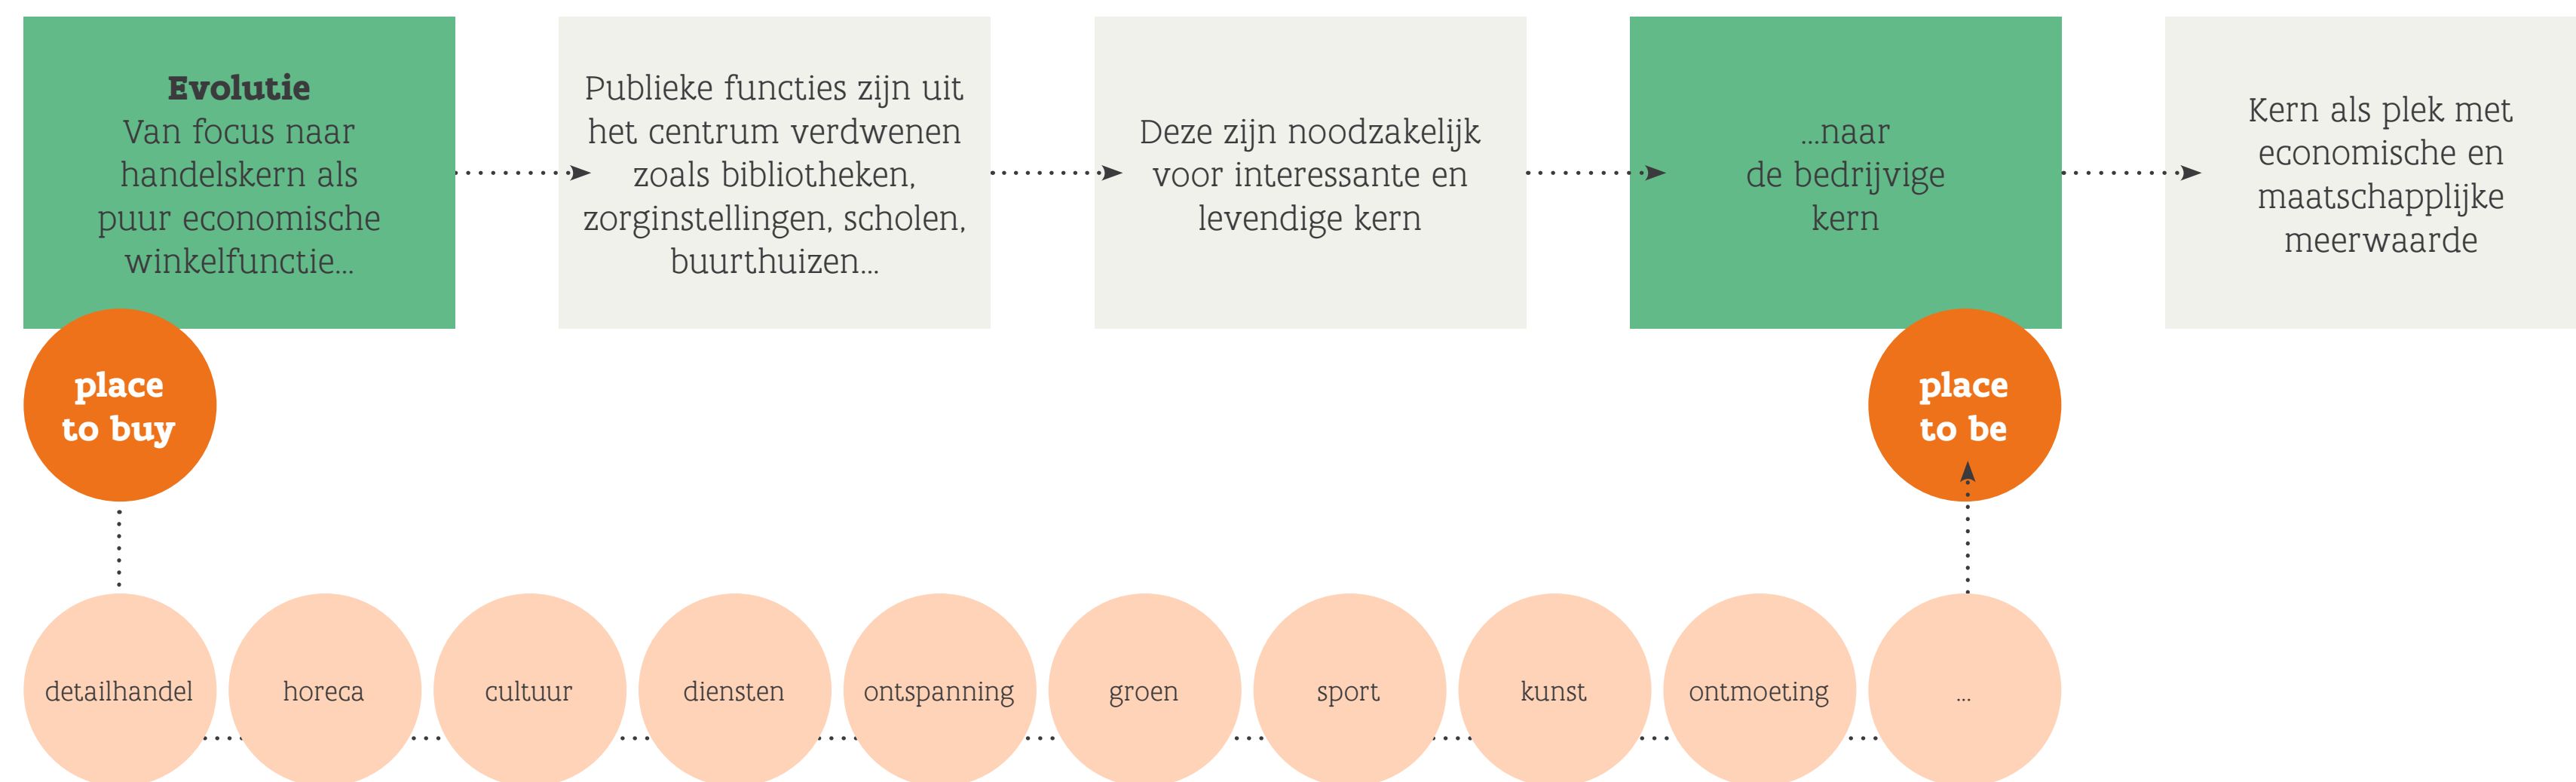 Evolutie
Van focus naar
handelskern als
puur economische
winkelfunctie...
Publieke functies zijn uit
het centrum verdwenen
zoals bibliotheken,
zorginstellingen, scholen,
buurthuizen...
Deze zijn noodzakelijk
voor interessante en
levendige kern
...naar
de bedrijvige
kern
Kern als plek met
economische en
maatschapplijke
meerwaarde
place
to buy
place
to be
detailhandel
horeca
cultuur
diensten
ontspanning
groen
sport
kunst
ontmoeting
...